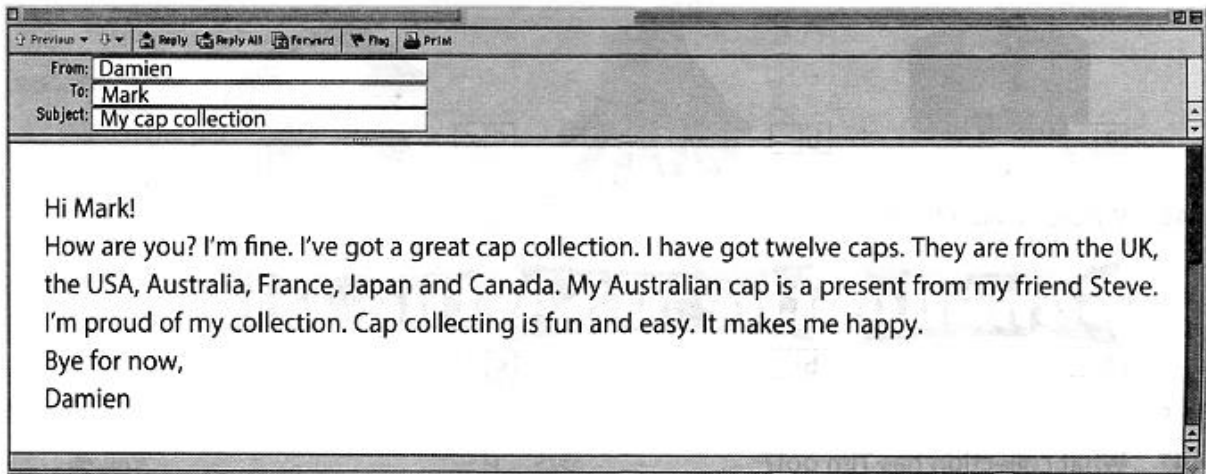 Previous Reply Reply All Forward Flag Print
From: Damien
To: Mark
Subject: My cap collection
Hi Mark!
How are you? I'm fine. I've got a great cap collection. I have got twelve caps. They are from the UK,
the USA, Australia, France, Japan and Canada. My Australian cap is a present from my friend Steve.
I'm proud of my collection. Cap collecting is fun and easy. It makes me happy.
Bye for now,
Damien